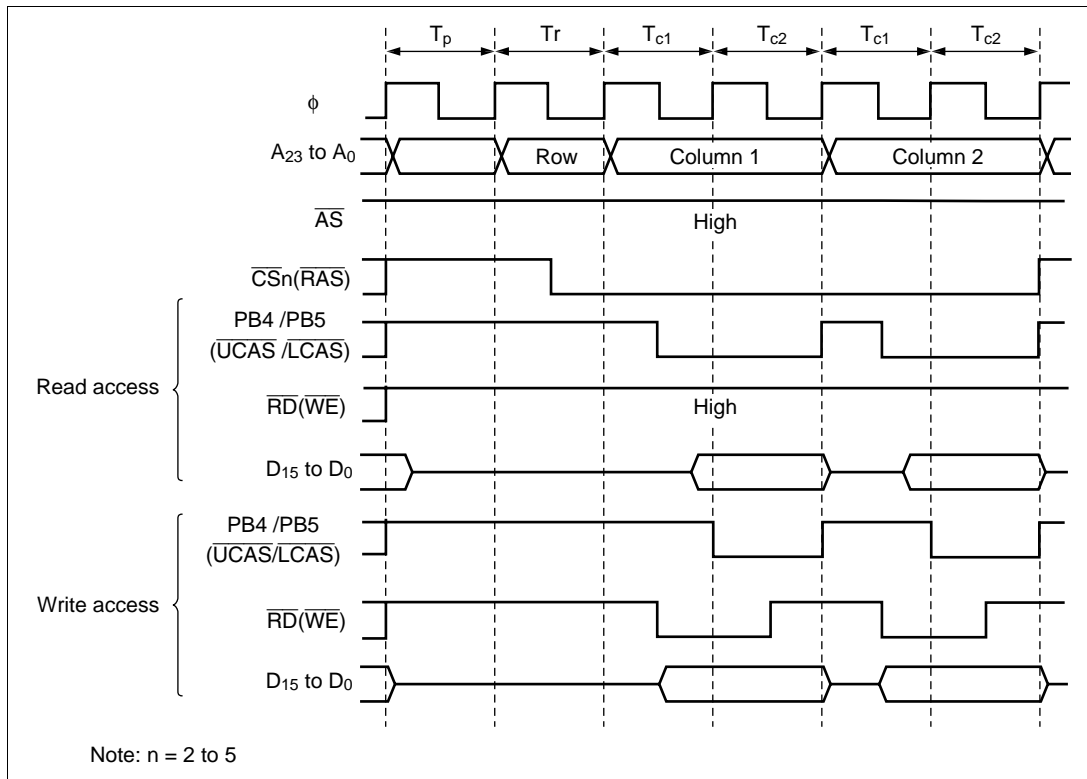 Tp Tr Tc1 Tc2 Tc1 Tc2
φ
A23 to A0 Row Column 1 Column 2
AS High
CSn(RAS)
PB4 /PB5
(UCAS /LCAS)
Read access
RD(WE) High
D15 to D0
PB4 /PB5
(UCAS/LCAS)
Write access
RD(WE)
D15 to D0
Note: n = 2 to 5